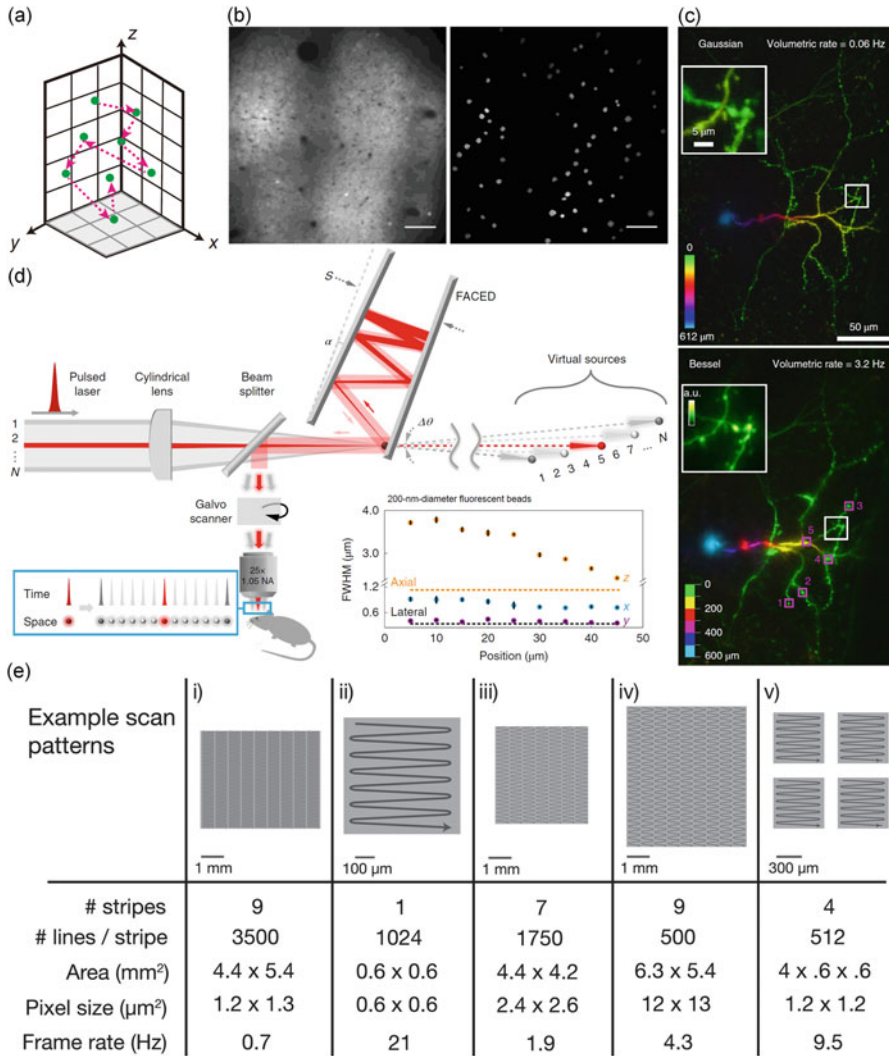 (a)
z
y
x
(b)
(c)
Gaussian
Volumetric rate = 0.06 Hz
5 µm
0
612 µm
50 µm
Bessel
Volumetric rate = 3.2 Hz
a.u.
3
5
4
2
1
0
200
400
600 µm
(d)
S
α
FACED
Pulsed laser
Cylindrical lens
Beam splitter
Virtual sources
1
2
...
N
Δθ
1 2 3 4 5 6 7 ... N
Galvo scanner
25×
1.05 NA
Time
Space
200-nm-diameter fluorescent beads
FWHM (µm)
4.0
3.0
1.2
0.6
Axial
Lateral
z
x
y
0 10 20 30 40 50
Position (µm)
(e)
Example scan patterns
i) ii) iii) iv) v)
1 mm 100 µm 1 mm 1 mm 300 µm
# stripes 9 1 7 9 4
# lines / stripe 3500 1024 1750 500 512
Area (mm²) 4.4 x 5.4 0.6 x 0.6 4.4 x 4.2 6.3 x 5.4 4 x .6 x .6
Pixel size (µm²) 1.2 x 1.3 0.6 x 0.6 2.4 x 2.6 12 x 13 1.2 x 1.2
Frame rate (Hz) 0.7 21 1.9 4.3 9.5